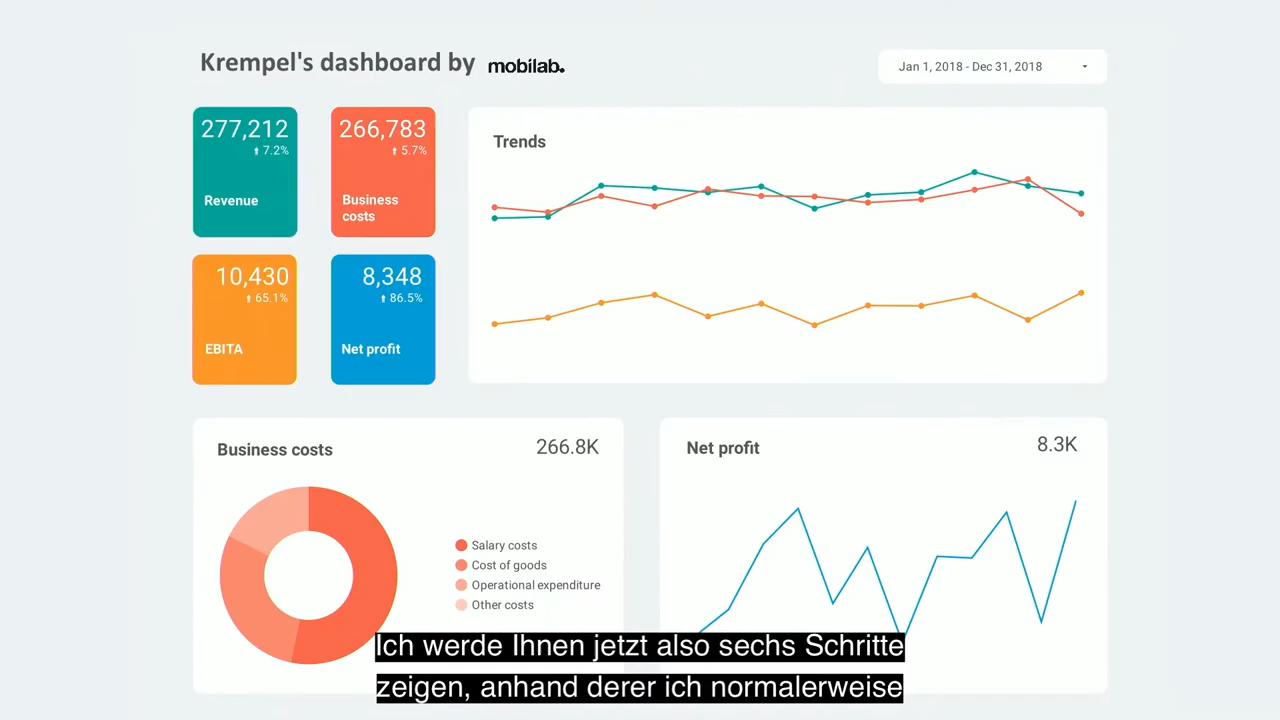 Krempel's dashboard by mobilab.
Jan 1, 2018 - Dec 31, 2018
277,212
7.2%
Revenue
266,783
5.7%
Business
costs
10,430
65.1%
EBITA
8,348
86.5%
Net profit
Trends
Business costs
266.8K
Salary costs
Cost of goods
Operational expenditure
Other costs
Net profit
8.3K
Ich werde Ihnen jetzt also sechs Schritte
zeigen, anhand derer ich normalerweise